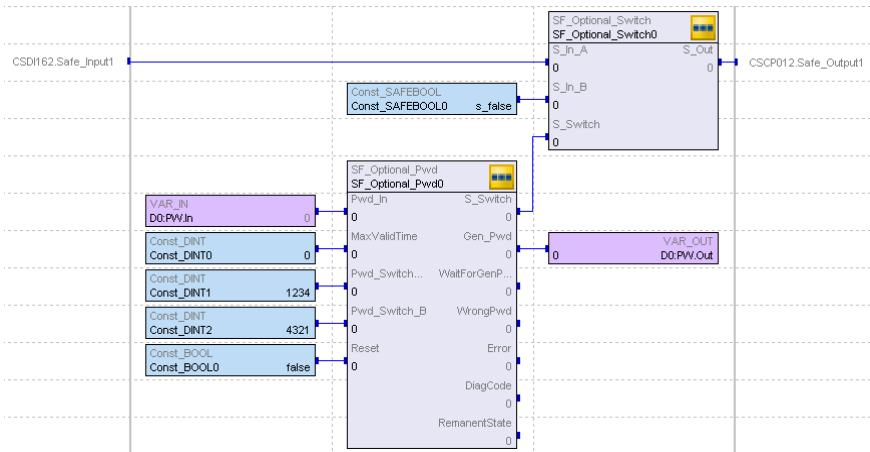 SF_Optional_Switch
SF_Optional_Switch0
S_In_A S_Out
0 0
CSDI162.Safe_Input1
CSCP012.Safe_Output1
S_In_B
0
Const_SAFEBOOL
Const_SAFEBOOL0 s_false
S_Switch
0
SF_Optional_Pwd
SF_Optional_Pwd0
Pwd_In S_Switch
0 0
VAR_IN
D0:PW.In 0
MaxValidTime Gen_Pwd
0 0
Const_DINT
Const_DINT0 0
VAR_OUT
0 D0:PW.Out
Pwd_Switch... WaitForGenP...
0 0
Const_DINT
Const_DINT1 1234
Pwd_Switch_B WrongPwd
0 0
Const_DINT
Const_DINT2 4321
Reset Error
0 0
Const_BOOL
Const_BOOL0 false
DiagCode
0
RemanentState
0